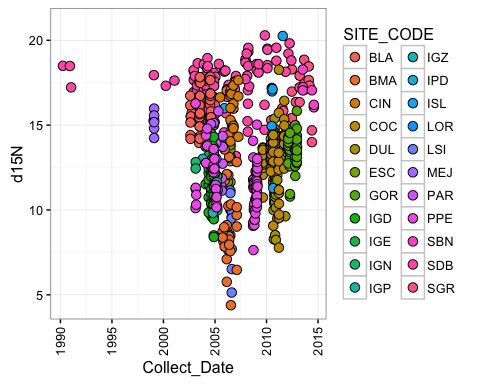 SITE_CODE
BLA
BMA
CIN
COC
DUL
ESC
GOR
IGD
IGE
IGN
IGP
IGZ
IPD
ISL
LOR
LSI
MEJ
PAR
PPE
SBN
SDB
SGR
d15N
20
15
10
5
1990
1995
2000
2005
2010
2015
Collect_Date